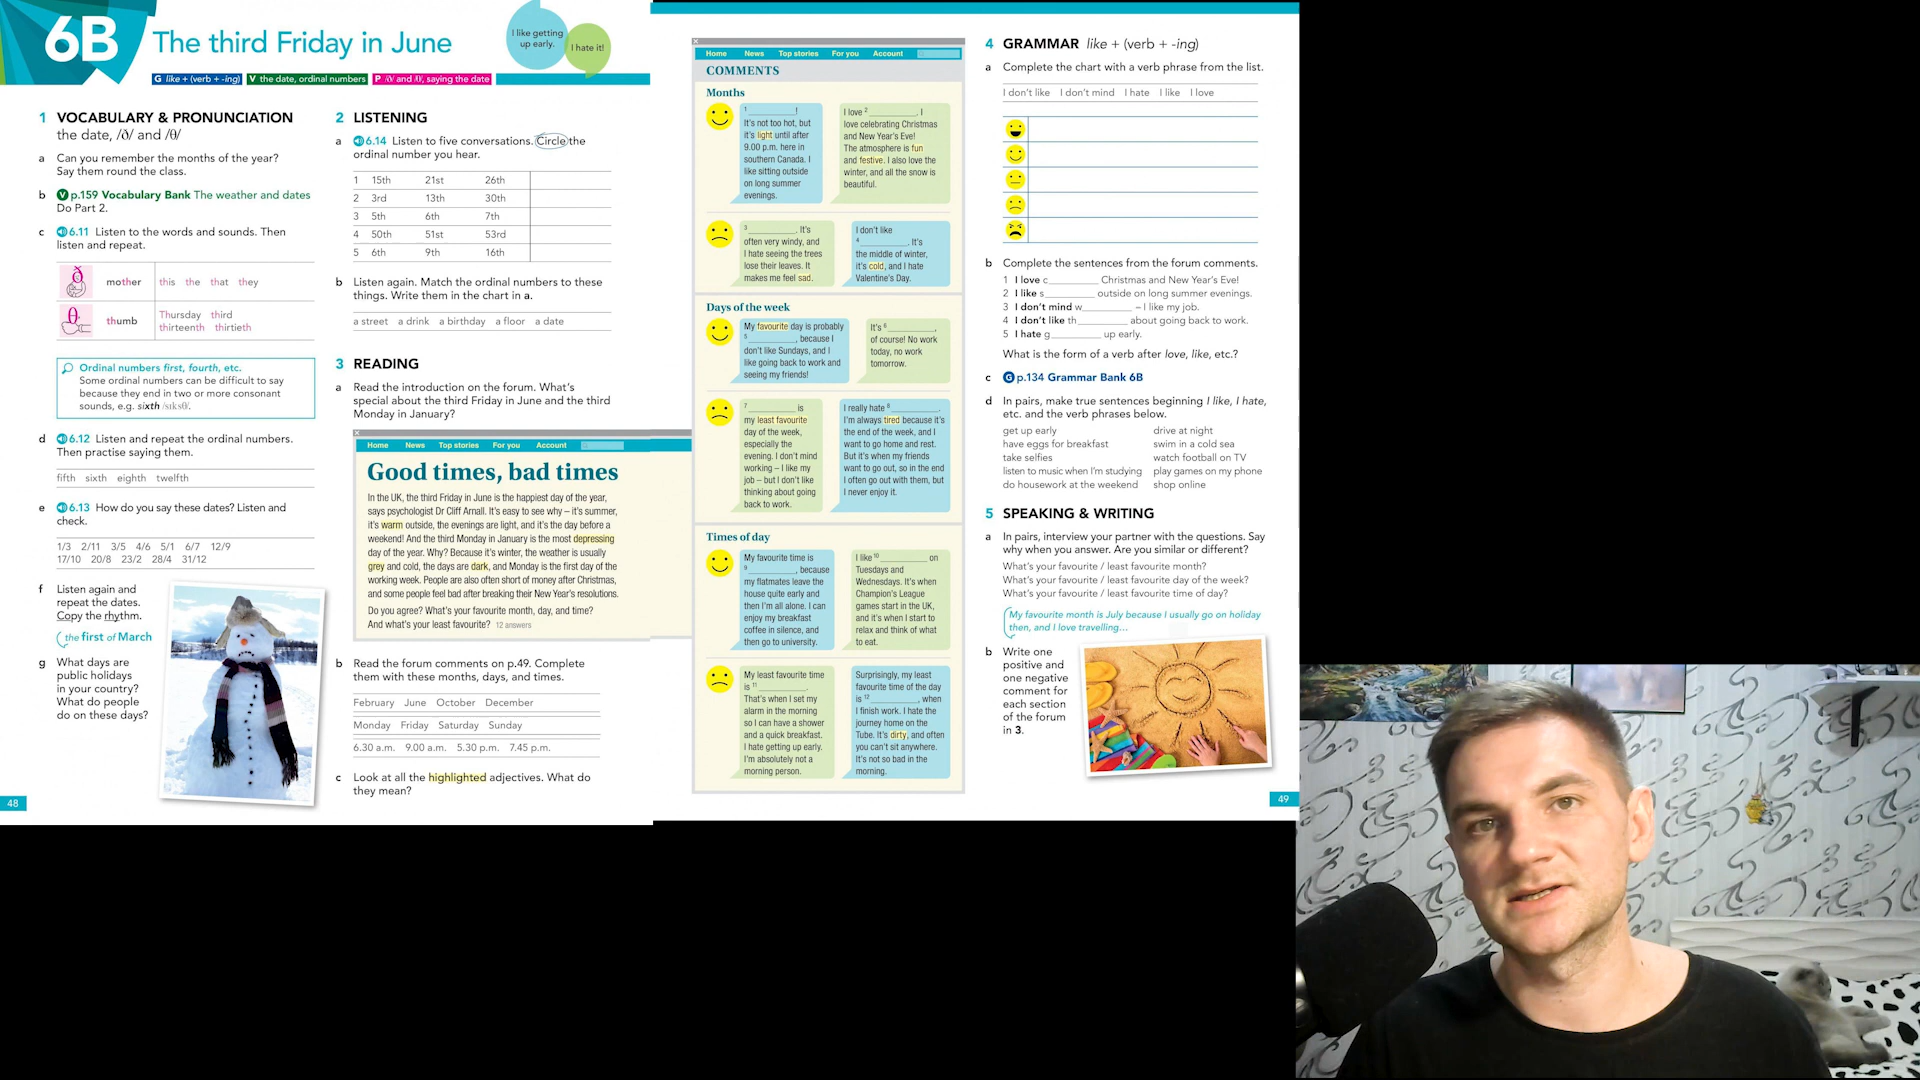 6B
The third Friday in June
I like getting
up early.
I hate it!
G like + (verb + -ing)
V the date, ordinal numbers
P /ð/ and /θ/, saying the date
1 VOCABULARY & PRONUNCIATION
the date, /ð/ and /θ/
a Can you remember the months of the year?
Say them round the class.
b V p.159 Vocabulary Bank The weather and dates
Do Part 2.
c 6.11 Listen to the words and sounds. Then
listen and repeat.
mother this the that they
thumb Thursday third
thirteenth thirtieth
Ordinal numbers first, fourth, etc.
Some ordinal numbers can be difficult to say
because they end in two or more consonant
sounds, e.g. sixth /sɪksθ/.
d 6.12 Listen and repeat the ordinal numbers.
Then practise saying them.
fifth sixth eighth twelfth
e 6.13 How do you say these dates? Listen and
check.
1/3 2/11 3/5 4/6 5/1 6/7 12/9
17/10 20/8 23/2 28/4 31/12
f Listen again and
repeat the dates.
Copy the rhythm.
the first of March
g What days are
public holidays
in your country?
What do people
do on these days?
48
2 LISTENING
a 6.14 Listen to five conversations. Circle the
ordinal number you hear.
1 15th 21st 26th
2 3rd 13th 30th
3 5th 6th 7th
4 50th 51st 53rd
5 6th 9th 16th
b Listen again. Match the ordinal numbers to these
things. Write them in the chart in a.
a street a drink a birthday a floor a date
3 READING
a Read the introduction on the forum. What's
special about the third Friday in June and the third
Monday in January?
Home News Top stories For you Account
Good times, bad times
In the UK, the third Friday in June is the happiest day of the year,
says psychologist Dr Cliff Arnall. It's easy to see why – it's summer,
it's warm outside, the evenings are light, and it's the day before a
weekend! And the third Monday in January is the most depressing
day of the year. Why? Because it's winter, the weather is usually
grey and cold, the days are dark, and Monday is the first day of the
working week. People are also often short of money after Christmas,
and some people feel bad after breaking their New Year's resolutions.
Do you agree? What's your favourite month, day, and time?
And what's your least favourite? 12 answers
b Read the forum comments on p.49. Complete
them with these months, days, and times.
February June October December
Monday Friday Saturday Sunday
6.30 a.m. 9.00 a.m. 5.30 p.m. 7.45 p.m.
c Look at all the highlighted adjectives. What do
they mean?
Home News Top stories For you Account
COMMENTS
Months
1 ________!
It's not too hot, but
it's light until after
9.00 p.m. here in
southern Canada. I
like sitting outside
on long summer
evenings.
I love 2 ________. I
love celebrating Christmas
and New Year's Eve!
The atmosphere is fun
and festive. I also love the
winter, and all the snow is
beautiful.
3 ________. It's
often very windy, and
I hate seeing the trees
lose their leaves. It
makes me feel sad.
I don't like
4 ________. It's
the middle of winter,
it's cold, and I hate
Valentine's Day.
Days of the week
My favourite day is probably
5 ________, because I
don't like Sundays, and I
like going back to work and
seeing my friends!
It's 6 ________,
of course! No work
today, no work
tomorrow.
7 ________ is
my least favourite
day of the week,
especially the
evening. I don't mind
working – I like my
job – but I don't like
thinking about going
back to work.
I really hate 8 ________.
I'm always tired because it's
the end of the week, and I
want to go home and rest.
But it's when my friends
want to go out, so in the end
I often go out with them, but
I never enjoy it.
Times of day
My favourite time is
9 ________, because
my flatmates leave the
house quite early and
then I'm all alone. I can
enjoy my breakfast
coffee in silence, and
then go to university.
I like 10 ________ on
Tuesdays and
Wednesdays. It's when
Champion's League
games start in the UK,
and it's when I start to
relax and think of what
to eat.
My least favourite time
is 11 ________.
That's when I set my
alarm in the morning
so I can have a shower
and a quick breakfast.
I hate getting up early.
I'm absolutely not a
morning person.
Surprisingly, my least
favourite time of the day
is 12 ________, when
I finish work. I hate the
journey home on the
Tube. It's dirty, and often
you can't sit anywhere.
It's not so bad in the
morning.
4 GRAMMAR like + (verb + -ing)
a Complete the chart with a verb phrase from the list.
I don't like I don't mind I hate I like I love
b Complete the sentences from the forum comments.
1 I love c________ Christmas and New Year's Eve!
2 I like s________ outside on long summer evenings.
3 I don't mind w________ – I like my job.
4 I don't like th________ about going back to work.
5 I hate g________ up early.
What is the form of a verb after love, like, etc.?
c G p.134 Grammar Bank 6B
d In pairs, make true sentences beginning I like, I hate,
etc. and the verb phrases below.
get up early drive at night
have eggs for breakfast swim in a cold sea
take selfies watch football on TV
listen to music when I'm studying play games on my phone
do housework at the weekend shop online
5 SPEAKING & WRITING
a In pairs, interview your partner with the questions. Say
why when you answer. Are you similar or different?
What's your favourite / least favourite month?
What's your favourite / least favourite day of the week?
What's your favourite / least favourite time of day?
My favourite month is July because I usually go on holiday
then, and I love travelling...
b Write one
positive and
one negative
comment for
each section
of the forum
in 3.
49